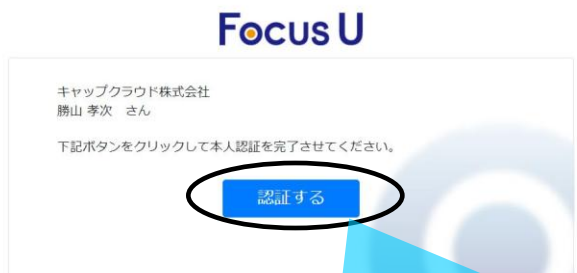 Focus U
キャップクラウド株式会社
勝山 孝次　さん
下記ボタンをクリックして本人認証を完了させてください。
認証する